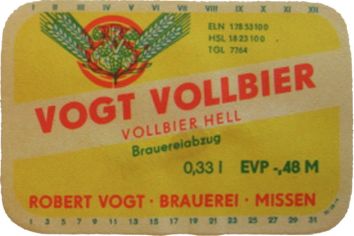 I II III IV V VI VII VIII IX X XI XII
ELN 178 53100
HSL 1823100
TGL 7764
VOGT VOLLBIER
VOLLBIER HELL
Brauereiabzug
0,33 l EVP -,48 M
ROBERT VOGT · BRAUEREI · MISSEN
1 3 5 7 9 11 13 15 17 19 21 23 25 27 29 31